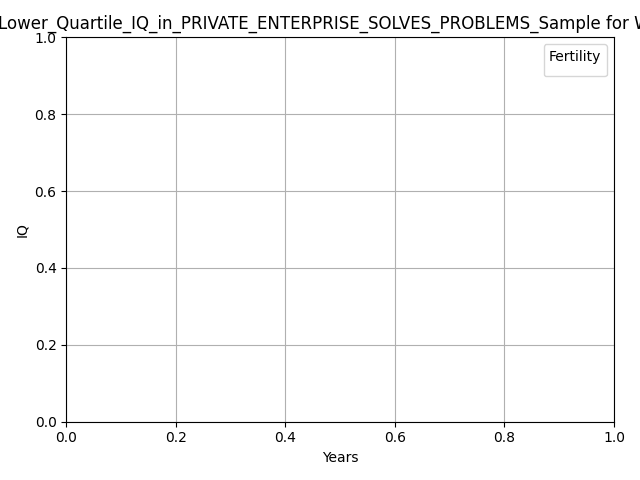 Lower_Quartile_IQ_in_PRIVATE_ENTERPRISE_SOLVES_PROBLEMS_Sample for W
Fertility
1.0
0.8
0.6
0.4
0.2
0.0
IQ
0.0 0.2 0.4 0.6 0.8 1.0
Years